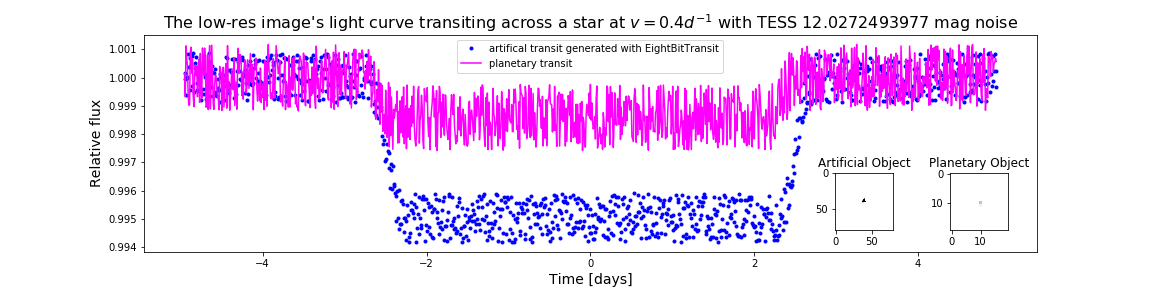 The low-res image's light curve transiting across a star at v = 0.4d⁻¹ with TESS 12.0272493977 mag noise
artifical transit generated with EightBitTransit
planetary transit
Relative flux
1.001
1.000
0.999
0.998
0.997
0.996
0.995
0.994
Artificial Object
0
50
0 50
Planetary Object
0
10
0 10
−4 −2 0 2 4
Time [days]